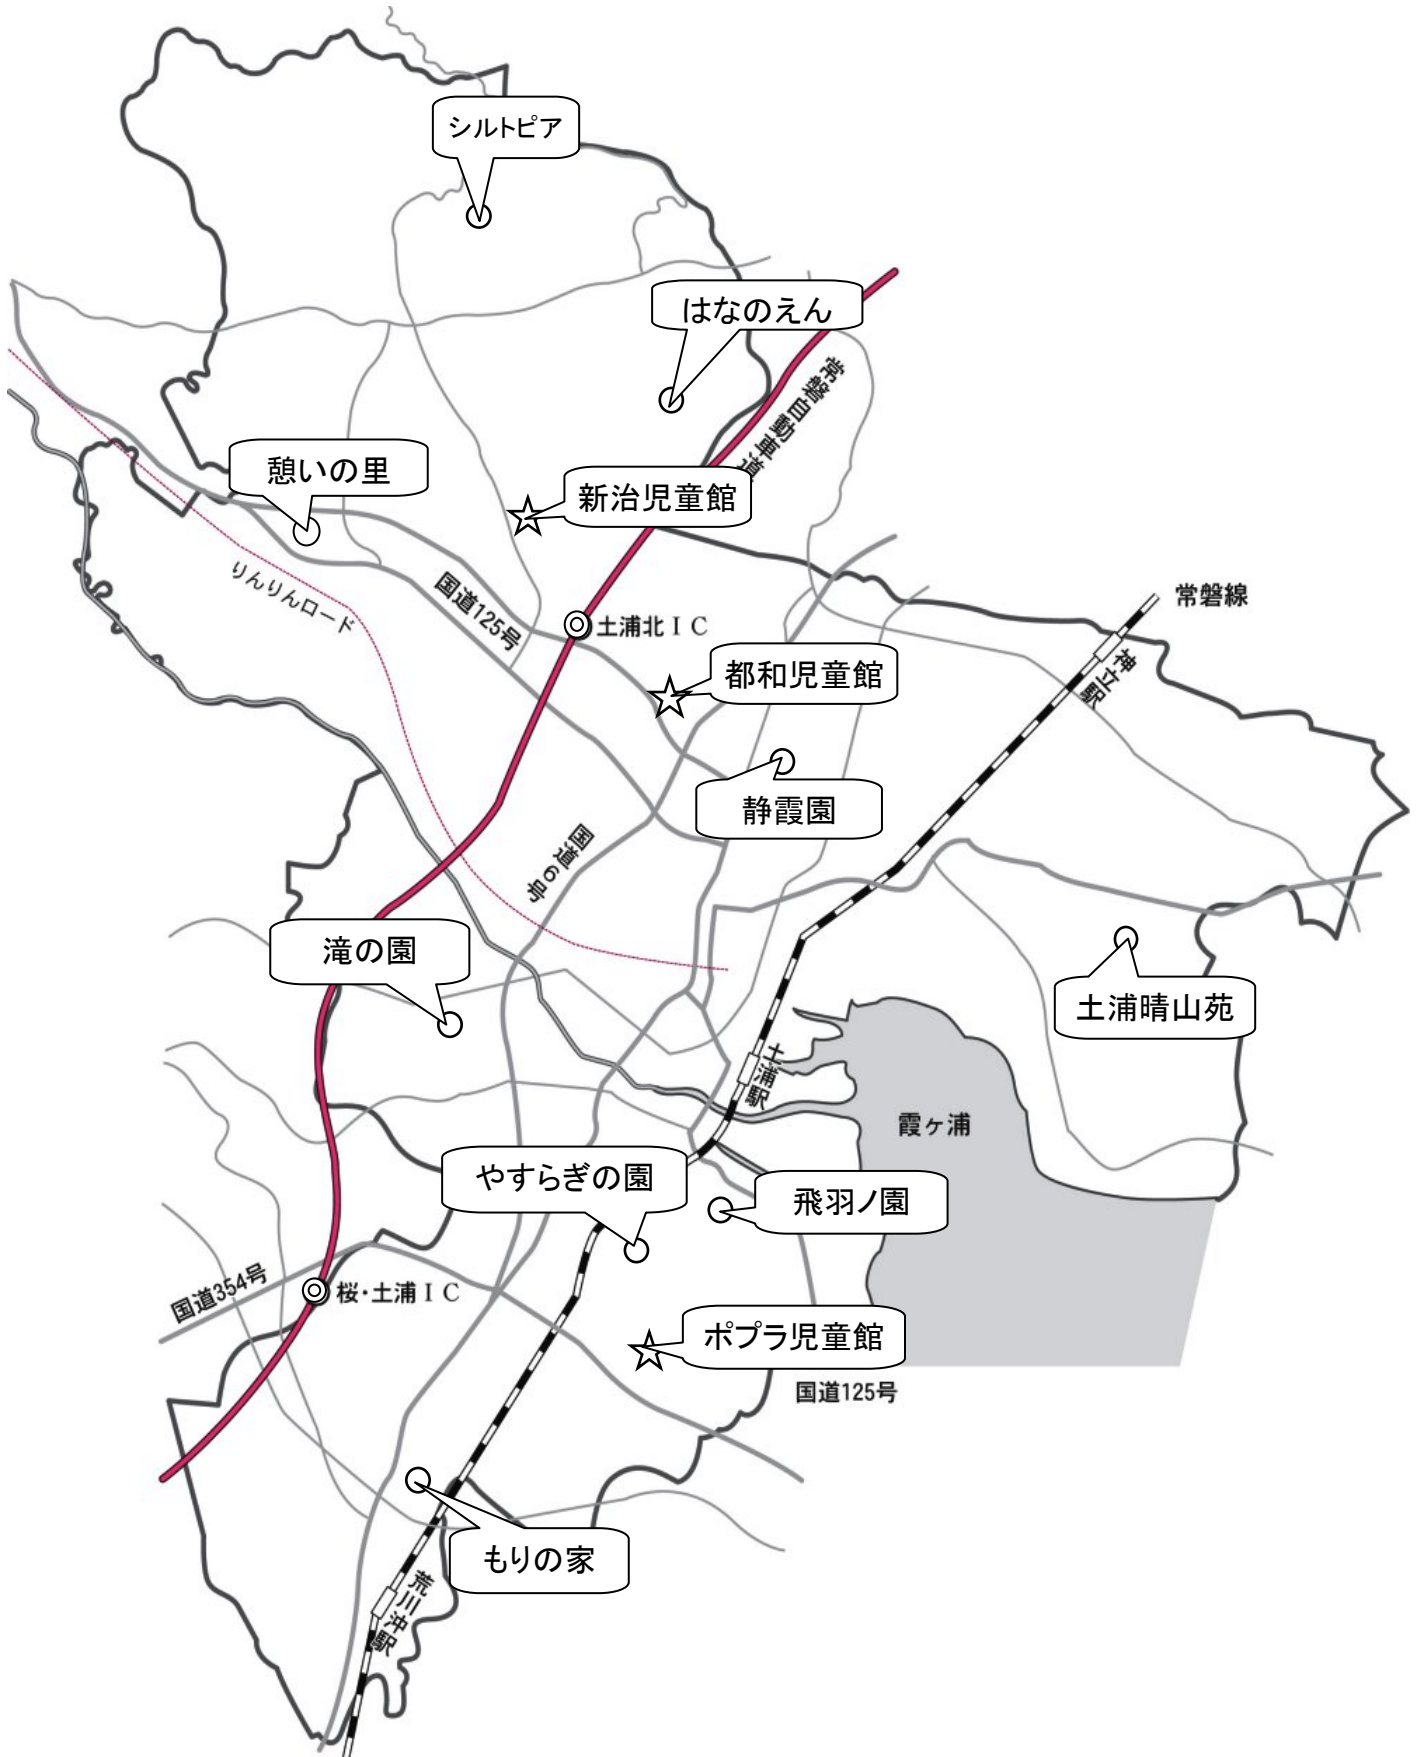 シルトピア
はなのえん
常磐自動車道
憩いの里
新治児童館
りんりんロード
国道125号
常磐線
土浦北ＩＣ
神立駅
都和児童館
静霞園
国道6号
滝の園
土浦晴山苑
土浦駅
霞ヶ浦
やすらぎの園
飛羽ノ園
国道354号
桜・土浦ＩＣ
ポプラ児童館
国道125号
もりの家
荒川沖駅